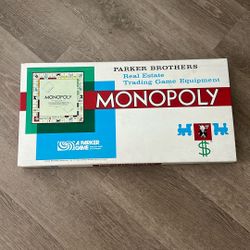 PARKER BROTHERS
Real Estate
Trading Game Equipment
MONOPOLY
A PARKER
GAME
$